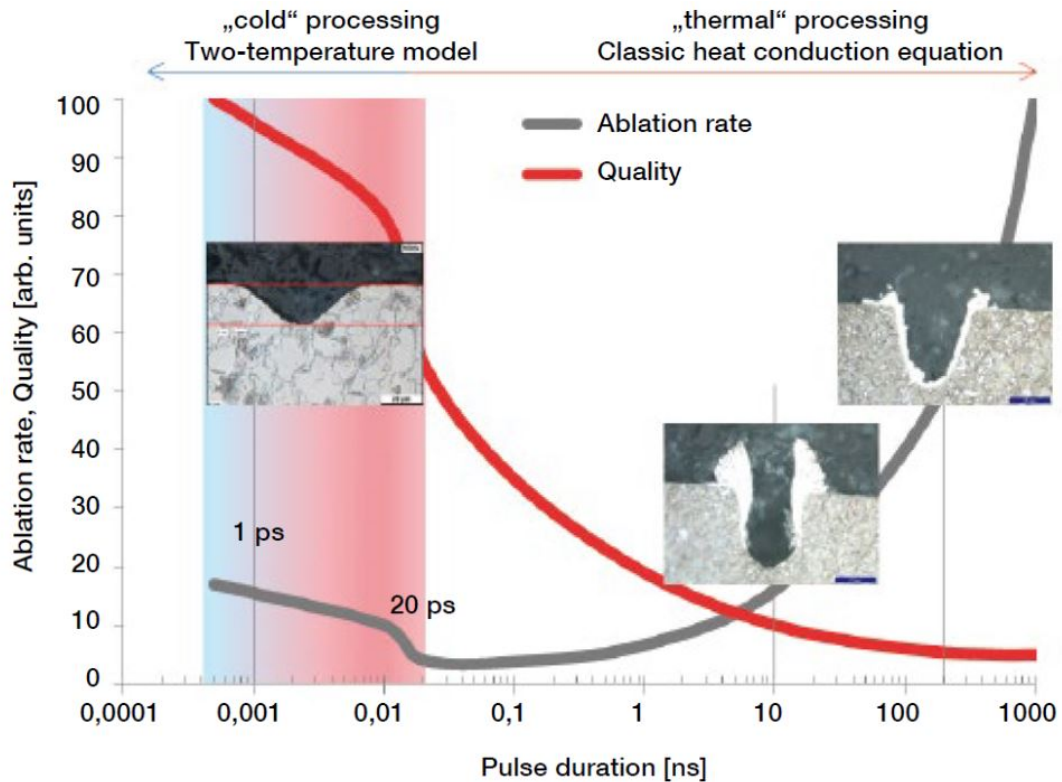 „cold“ processing
Two-temperature model
„thermal“ processing
Classic heat conduction equation
Ablation rate, Quality [arb. units]
100
90
80
70
60
50
40
30
20
10
0
Ablation rate
Quality
1 ps
20 ps
0,0001
0,001
0,01
0,1
1
10
100
1000
Pulse duration [ns]